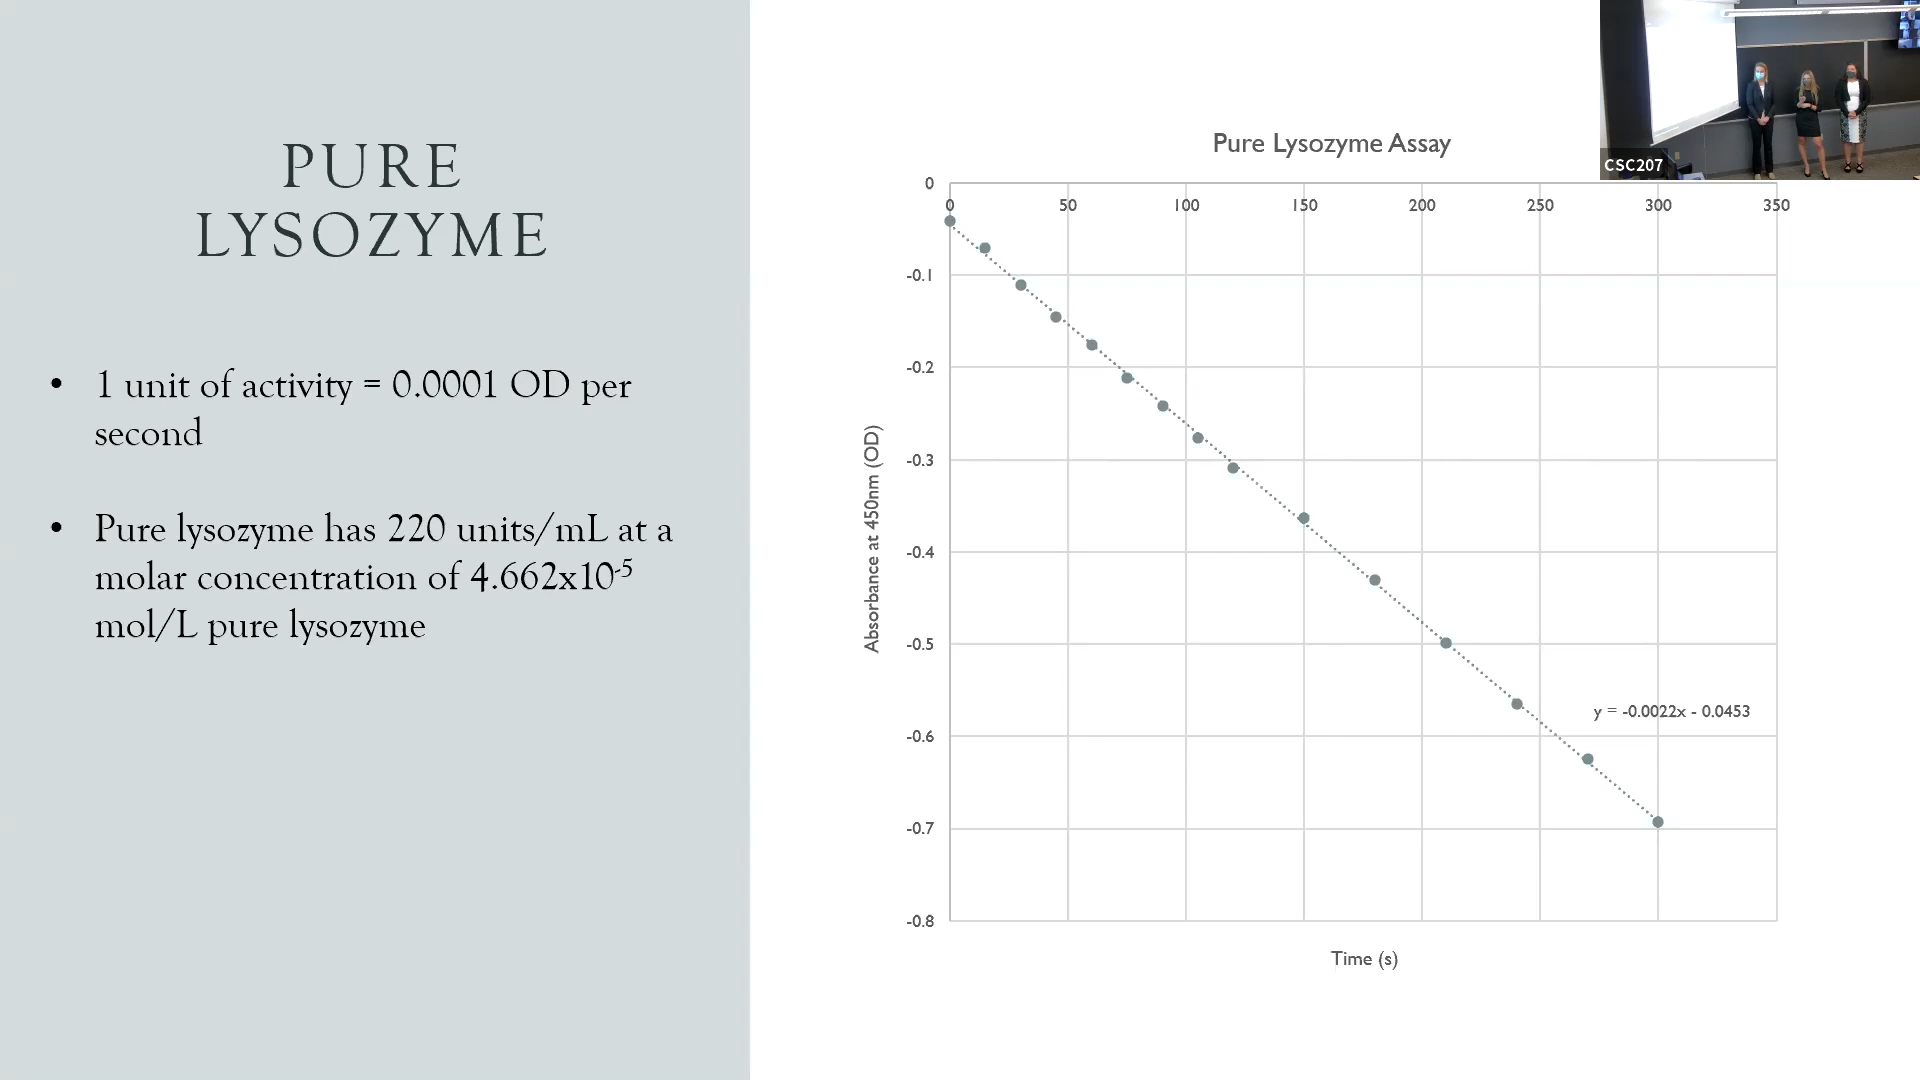 PURE
LYSOZYME
• 1 unit of activity = 0.0001 OD per
second
• Pure lysozyme has 220 units/mL at a
molar concentration of 4.662x10⁻⁵
mol/L pure lysozyme
CSC207
Pure Lysozyme Assay
0
0 50 100 150 200 250 300 350
-0.1
-0.2
-0.3
-0.4
-0.5
-0.6
-0.7
-0.8
Absorbance at 450nm (OD)
y = -0.0022x - 0.0453
Time (s)